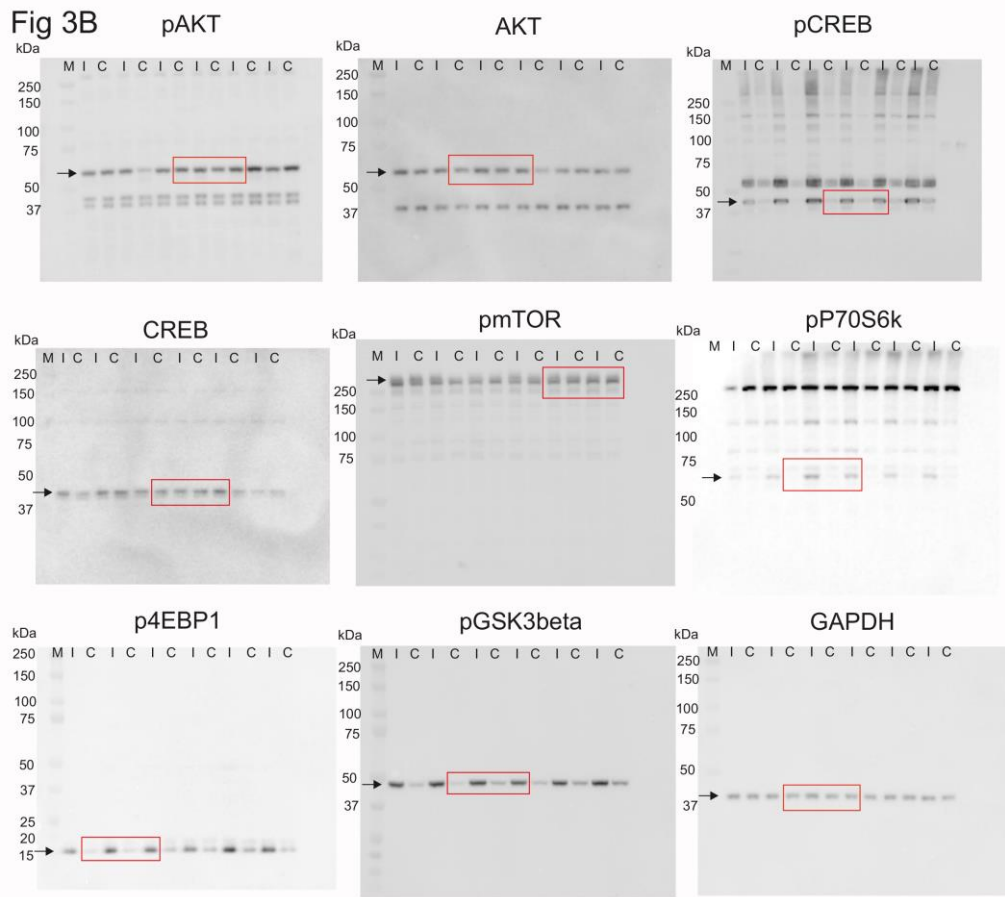 Fig 3B
pAKT
kDa
M I C I C I C I C I C I C
250
150
100
75
50
37
AKT
kDa
M I C I C I C I C I C I C
250
150
100
75
50
37
pCREB
kDa
M I C I C I C I C I C I C
250
150
100
75
50
37
CREB
kDa
M I C I C I C I C I C I C
250
150
100
75
50
37
pmTOR
kDa
M I C I C I C I C I C I C
250
150
100
75
pP70S6k
kDa
M I C I C I C I C I C I C
250
150
100
75
50
p4EBP1
kDa
M I C I C I C I C I C I C
250
150
100
75
50
37
25
20
15
pGSK3beta
kDa
M I C I C I C I C I C I C
250
150
100
75
50
37
GAPDH
kDa
M I C I C I C I C I C I C
250
150
100
75
50
37